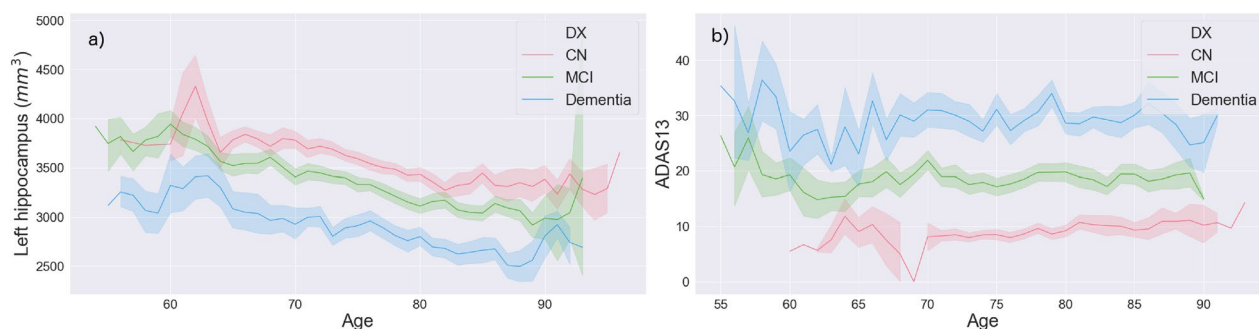 a)
DX
CN
MCI
Dementia
5000
4500
4000
3500
3000
2500
Left hippocampus (mm³)
60
70
80
90
Age
b)
DX
CN
MCI
Dementia
40
30
20
10
0
ADAS13
55
60
65
70
75
80
85
90
Age